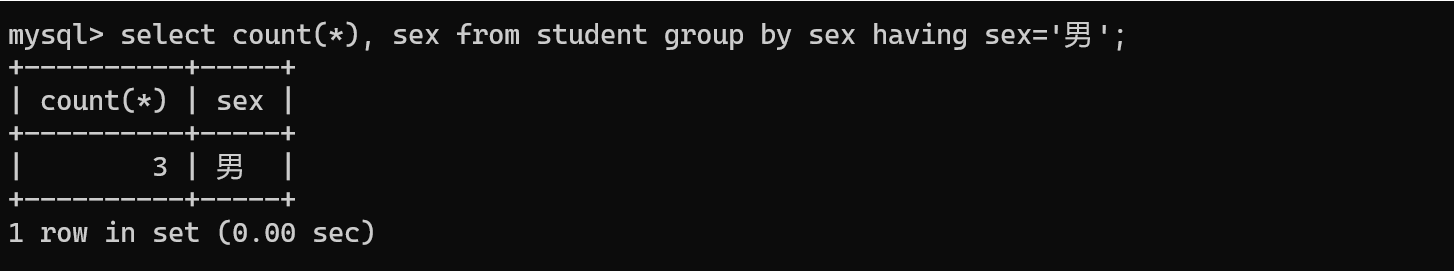 mysql> select count(*), sex from student group by sex having sex='男';
+----------+-----+
| count(*) | sex |
+----------+-----+
|        3 | 男  |
+----------+-----+
1 row in set (0.00 sec)